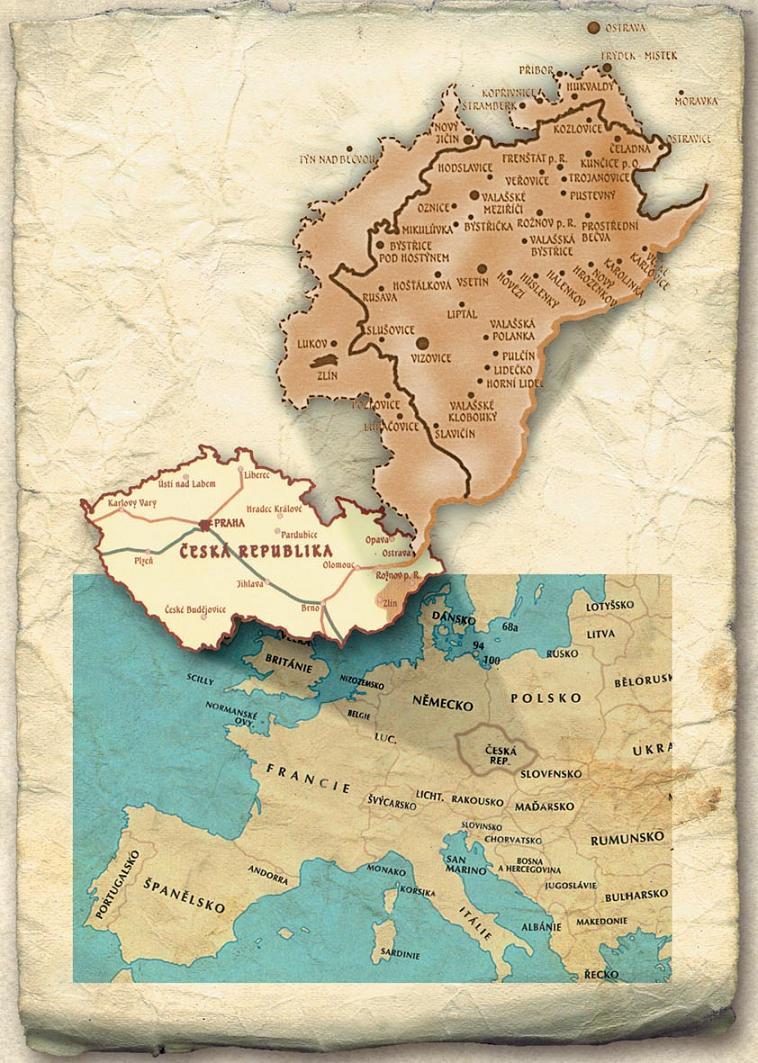 OSTRAVA
FRÝDEK - MÍSTEK
PŘÍBOR
HUKVALDY
KOPŘIVNICE
ŠTRAMBERK
MORÁVKA
KOZLOVICE
NOVÝ
JIČÍN
OSTRAVICE
ČELADNÁ
TÝN NAD BEČVOU
FRENŠTÁT p. R.
KUNČICE p. O.
HODSLAVICE
VEŘOVICE
TROJANOVICE
PUSTEVNY
VALAŠSKÉ
MEZIŘÍČÍ
OZNICE
MIKULŮVKA
BYSTŘIČKA
ROŽNOV p. R.
PROSTŘEDNÍ
BEČVA
BYSTŘICE
POD HOSTÝNEM
VALAŠSKÁ
BYSTŘICE
KARLOVICE
KAROLINKA
NOVÝ
HROZENKOV
HALENKOV
HUSLENKY
HOVĚZÍ
VSETÍN
HOŠŤÁLKOVÁ
RUSAVA
LIPTÁL
SLUŠOVICE
VALAŠSKÁ
POLANKA
LUKOV
VIZOVICE
PULČÍN
ZLÍN
LIDEČKO
HORNÍ LIDEČ
VALAŠSKÉ
KLOBOUKY
SLAVIČÍN
Liberec
Ústí nad Labem
Karlovy Vary
Hradec Králové
PRAHA
Pardubice
Opava
ČESKÁ REPUBLIKA
Ostrava
Plzeň
Olomouc
Rožnov p. R.
Jihlava
Zlín
Brno
České Budějovice
DÁNSKO
68a
94
100
LOTYŠSKO
LITVA
RUSKO
BĚLORUSK
VELKÁ
BRITÁNIE
SCILLY
NIZOZEMSKO
NORMANSKÉ
OVY.
BELGIE
NĚMECKO
POLSKO
LUC.
ČESKÁ
REP.
UKRA
SLOVENSKO
FRANCIE
ŠVÝCARSKO
LICHT.
RAKOUSKO
MAĎARSKO
SLOVINSKO
CHORVATSKO
RUMUNSKO
PORTUGALSKO
ŠPANĚLSKO
ANDORRA
MONAKO
KORSIKA
SAN
MARINO
BOSNA
A HERCEGOVINA
JUGOSLÁVIE
BULHARSKO
ITÁLIE
ALBÁNIE
MAKEDONIE
SARDINIE
ŘECKO